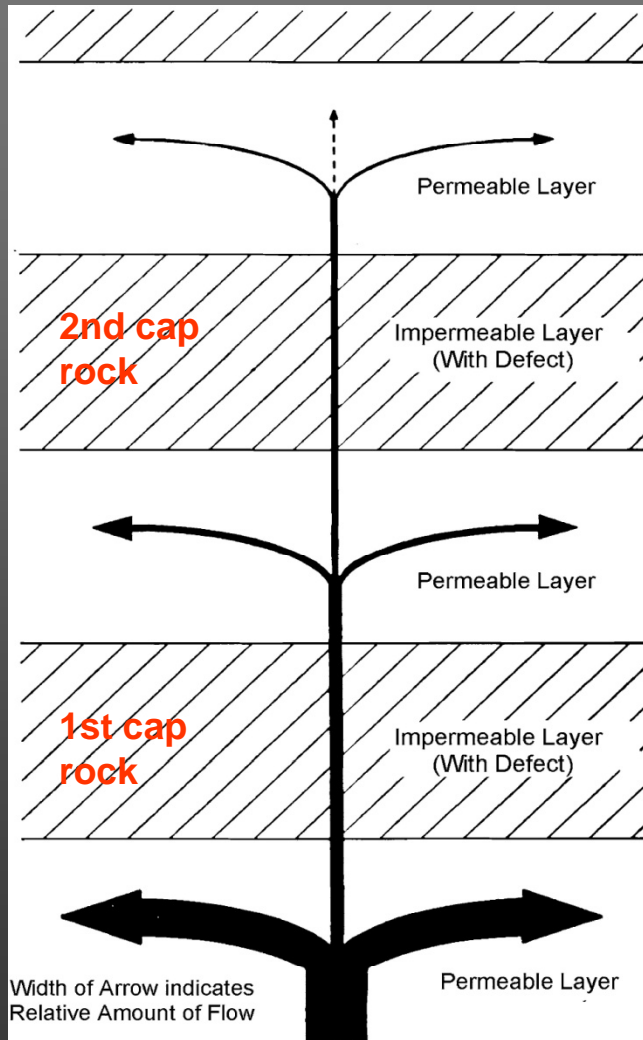 Permeable Layer
2nd cap
rock
Impermeable Layer
(With Defect)
Permeable Layer
1st cap
rock
Impermeable Layer
(With Defect)
Width of Arrow indicates
Relative Amount of Flow
Permeable Layer